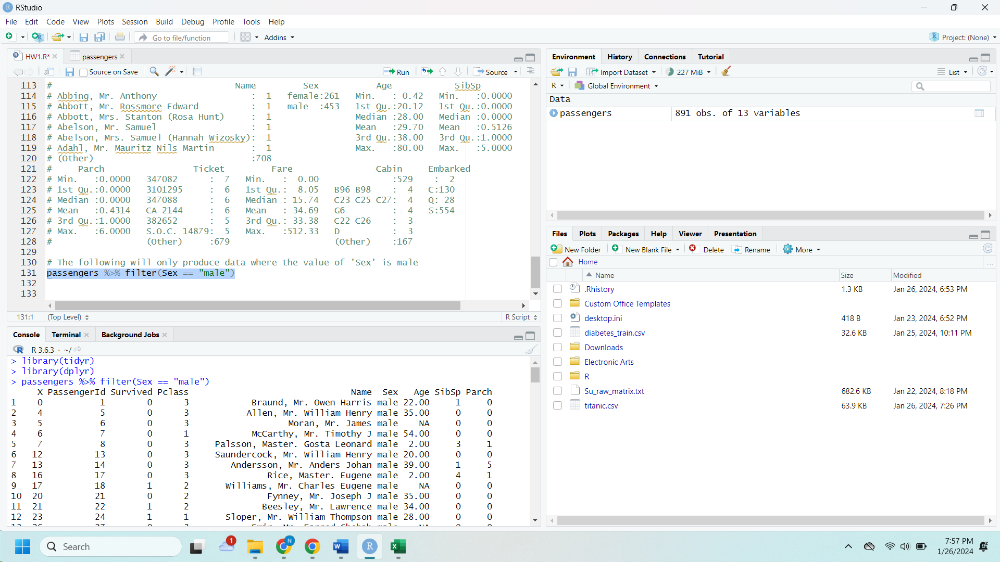 RStudio
File Edit Code View Plots Session Build Debug Profile Tools Help
Go to file/function Addins Project: (None)
HW1.R* passengers
Source on Save Run Source
113 # Name Sex Age SibSp
114 # Abbing, Mr. Anthony : 1 female:261 Min. : 0.42 Min. :0.0000
115 # Abbott, Mr. Rossmore Edward : 1 male :453 1st Qu.:20.12 1st Qu.:0.0000
116 # Abbott, Mrs. Stanton (Rosa Hunt) : 1 Median :28.00 Median :0.0000
117 # Abelson, Mr. Samuel : 1 Mean :29.70 Mean :0.5126
118 # Abelson, Mrs. Samuel (Hannah Wizosky): 1 3rd Qu.:38.00 3rd Qu.:1.0000
119 # Adahl, Mr. Mauritz Nils Martin : 1 Max. :80.00 Max. :5.0000
120 # (Other) :708
121 # Parch Ticket Fare Cabin Embarked
122 # Min. :0.0000 347082 : 7 Min. : 0.00 :529 : 2
123 # 1st Qu.:0.0000 3101295 : 6 1st Qu.: 8.05 B96 B98 : 4 C:130
124 # Median :0.0000 347088 : 6 Median : 15.74 C23 C25 C27: 4 Q: 28
125 # Mean :0.4314 CA 2144 : 6 Mean : 34.69 G6 : 4 S:554
126 # 3rd Qu.:1.0000 382652 : 5 3rd Qu.: 33.38 C22 C26 : 3
127 # Max. :6.0000 S.O.C. 14879: 5 Max. :512.33 D : 3
128 # (Other) :679 (Other) :167
129
130 # The following will only produce data where the value of 'Sex' is male
131 passengers %>% filter(Sex == "male")
132
133
131:1 (Top Level) R Script
Console Terminal Background Jobs
R 3.6.3 · ~/
> library(tidyr)
> library(dplyr)
> passengers %>% filter(Sex == "male")
X PassengerId Survived Pclass Name Sex Age SibSp Parch
1 0 1 0 3 Braund, Mr. Owen Harris male 22.00 1 0
2 4 5 0 3 Allen, Mr. William Henry male 35.00 0 0
3 5 6 0 3 Moran, Mr. James male NA 0 0
4 6 7 0 1 McCarthy, Mr. Timothy J male 54.00 0 0
5 7 8 0 3 Palsson, Master. Gosta Leonard male 2.00 3 1
6 12 13 0 3 Saundercock, Mr. William Henry male 20.00 0 0
7 13 14 0 3 Andersson, Mr. Anders Johan male 39.00 1 5
8 16 17 0 3 Rice, Master. Eugene male 2.00 4 1
9 17 18 1 2 Williams, Mr. Charles Eugene male NA 0 0
10 20 21 0 2 Fynney, Mr. Joseph J male 35.00 0 0
11 21 22 1 2 Beesley, Mr. Lawrence male 34.00 0 0
12 23 24 1 1 Sloper, Mr. William Thompson male 28.00 0 0
Environment History Connections Tutorial
Import Dataset 227 MiB List
R Global Environment
Data
passengers 891 obs. of 13 variables
Files Plots Packages Help Viewer Presentation
New Folder New Blank File Delete Rename More
Home ...
Name Size Modified
.Rhistory 1.3 KB Jan 26, 2024, 6:53 PM
Custom Office Templates
desktop.ini 418 B Jan 23, 2024, 6:52 PM
diabetes_train.csv 32.6 KB Jan 25, 2024, 10:11 PM
Downloads
Electronic Arts
R
Su_raw_matrix.txt 682.6 KB Jan 22, 2024, 8:18 PM
titanic.csv 63.9 KB Jan 26, 2024, 7:26 PM
Search 1 N W R X 7:57 PM
1/26/2024